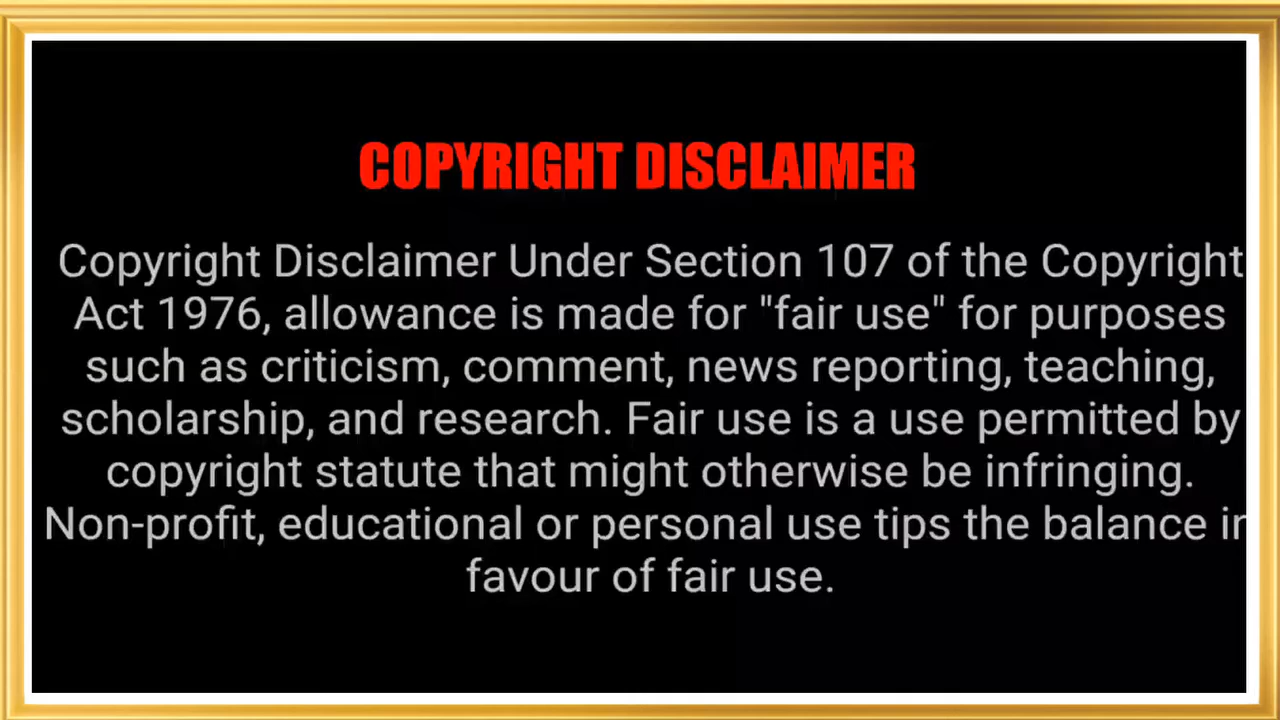 COPYRIGHT DISCLAIMER
Copyright Disclaimer Under Section 107 of the Copyright
Act 1976, allowance is made for "fair use" for purposes
such as criticism, comment, news reporting, teaching,
scholarship, and research. Fair use is a use permitted by
copyright statute that might otherwise be infringing.
Non-profit, educational or personal use tips the balance in
favour of fair use.